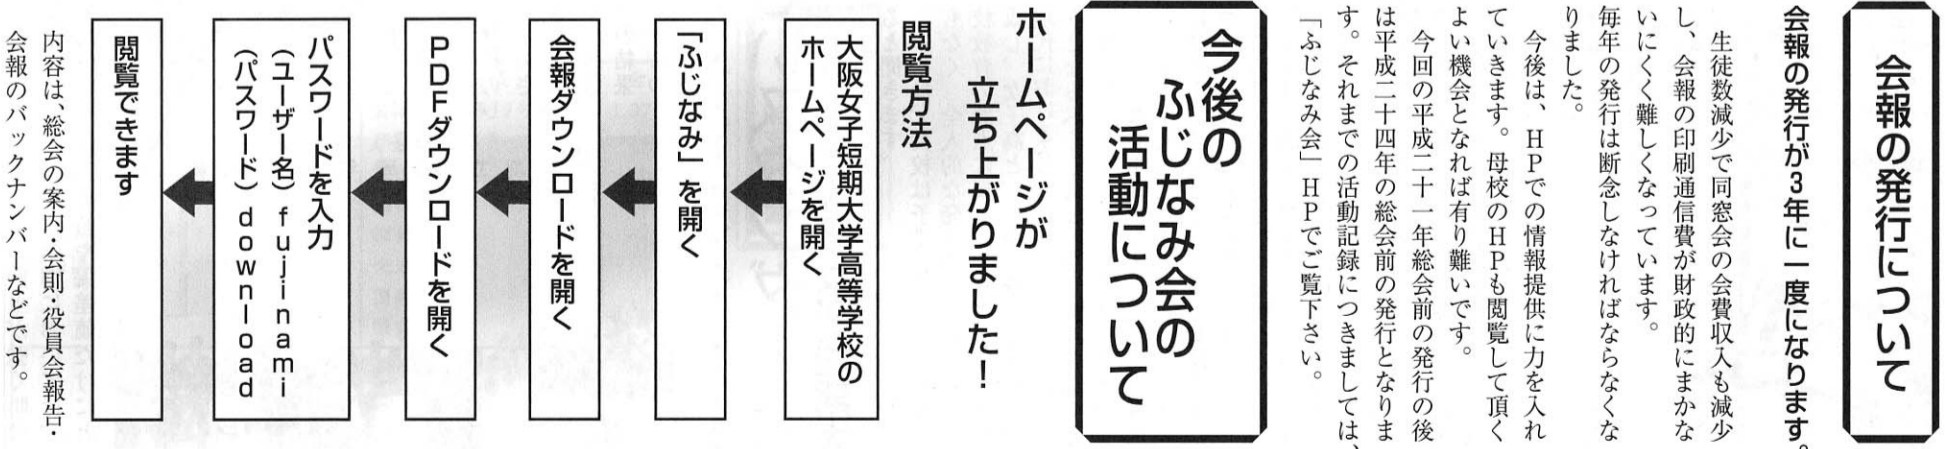 会報の発行について
会報の発行が3年に一度になります。
生徒数減少で同窓会の会費収入も減少
し、会報の印刷通信費が財政的にまかな
いにくく難しくなっています。
毎年の発行は断念しなければならなくな
りました。
今後は、HPでの情報提供に力を入れ
ていきます。母校のHPも閲覧して頂く
よい機会となれば有り難いです。
今回の平成二十一年総会前の発行の後
は平成二十四年の総会前の発行となりま
す。それまでの活動記録につきましては、
「ふじなみ会」HPでご覧下さい。
今後の
ふじなみ会の
活動について
ホームページが
立ち上がりました！
閲覧方法
大阪女子短期大学高等学校の
ホームページを開く
「ふじなみ」を開く
会報ダウンロードを開く
PDFダウンロードを開く
パスワードを入力
（ユーザー名）fujinami
（パスワード）download
閲覧できます
内容は、総会の案内・会則・役員会報告・
会報のバックナンバーなどです。